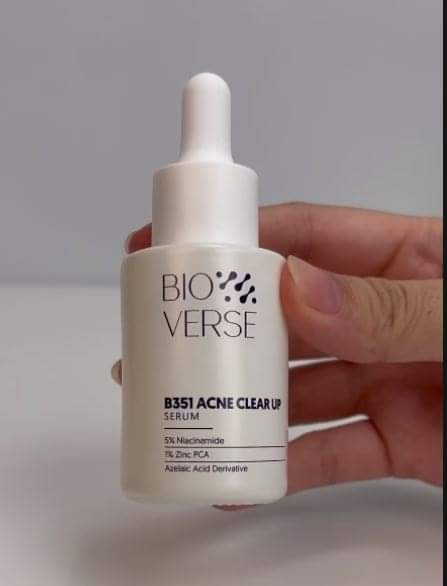 BIO
VERSE
B351 ACNE CLEAR UP
SERUM
5% Niacinamide
1% Zinc PCA
Azelaic Acid Derivative